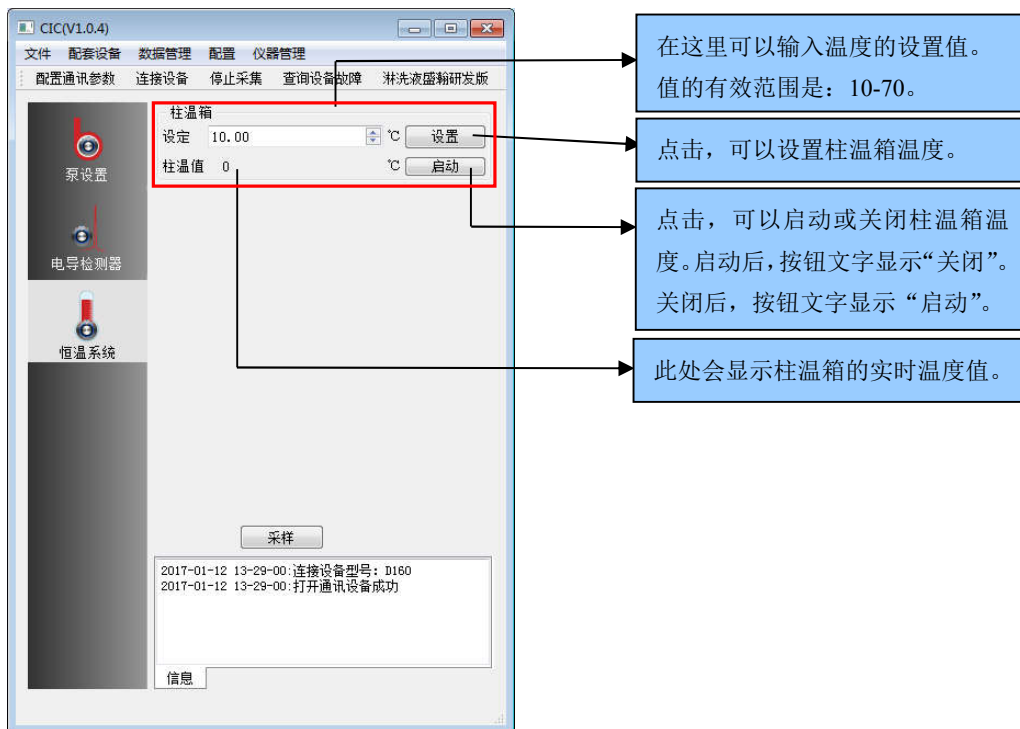 CIC(V1.0.4)
文件 配套设备 数据管理 配置 仪器管理
配置通讯参数 连接设备 停止采集 查询设备故障 淋洗液盛翰研发版
泵设置
电导检测器
恒温系统
柱温箱
设定 10.00 ℃ 设置
柱温值 0 ℃ 启动
采样
2017-01-12 13-29-00:连接设备型号: D160
2017-01-12 13-29-00:打开通讯设备成功
信息
在这里可以输入温度的设置值。
值的有效范围是：10-70。
点击，可以设置柱温箱温度。
点击，可以启动或关闭柱温箱温
度。启动后，按钮文字显示“关闭”。
关闭后，按钮文字显示“启动”。
此处会显示柱温箱的实时温度值。